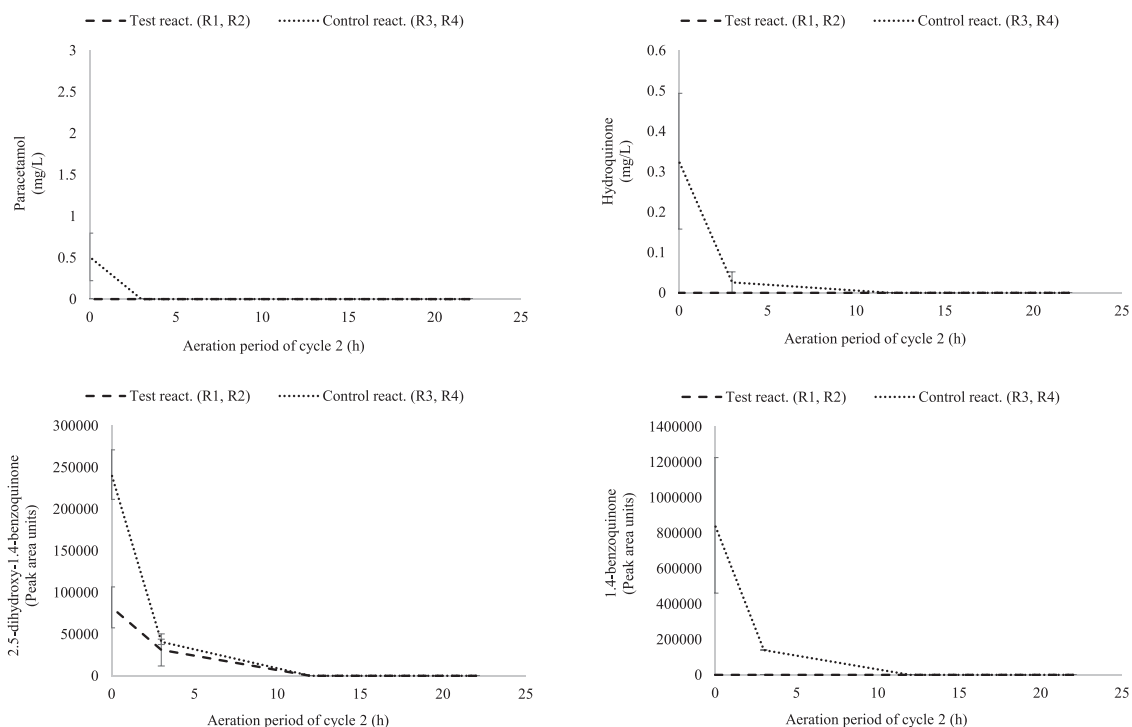 Test react. (R1, R2) Control react. (R3, R4)
3
2.5
2
1.5
1
0.5
0
Paracetamol
(mg/L)
0 5 10 15 20 25
Aeration period of cycle 2 (h)
Test react. (R1, R2) Control react. (R3, R4)
0.6
0.5
0.4
0.3
0.2
0.1
0
Hydroquinone
(mg/L)
0 5 10 15 20 25
Aeration period of cycle 2 (h)
Test react. (R1, R2) Control react. (R3, R4)
300000
250000
200000
150000
100000
50000
0
2.5-dihydroxy-1.4-benzoquinone
(Peak area units)
0 5 10 15 20 25
Aeration period of cycle 2 (h)
Test react. (R1, R2) Control react. (R3, R4)
1400000
1200000
1000000
800000
600000
400000
200000
0
1.4-benzoquinone
(Peak area units)
0 5 10 15 20 25
Aeration period of cycle 2 (h)